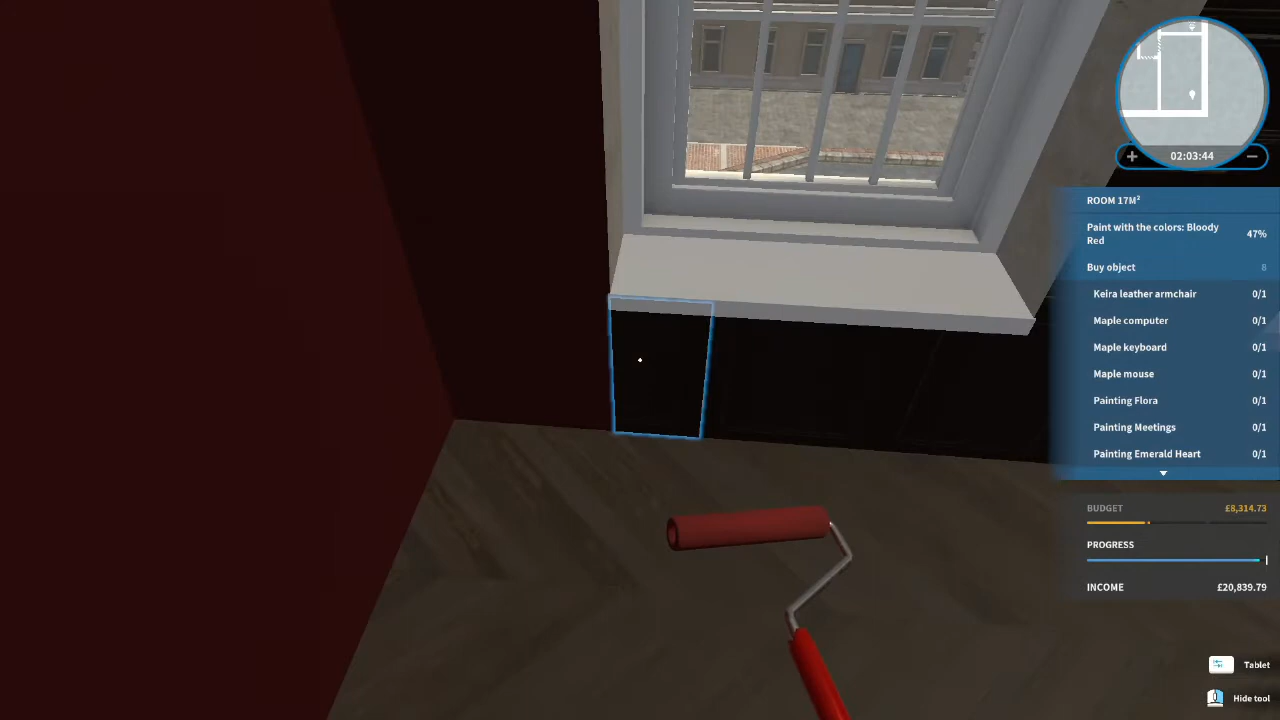 02:03:44
ROOM 17M²
Paint with the colors: Bloody
Red
47%
Buy object 8
Keira leather armchair 0/1
Maple computer 0/1
Maple keyboard 0/1
Maple mouse 0/1
Painting Flora 0/1
Painting Meetings 0/1
Painting Emerald Heart 0/1
BUDGET £8,314.73
PROGRESS
INCOME £20,839.79
Tablet
Hide tool